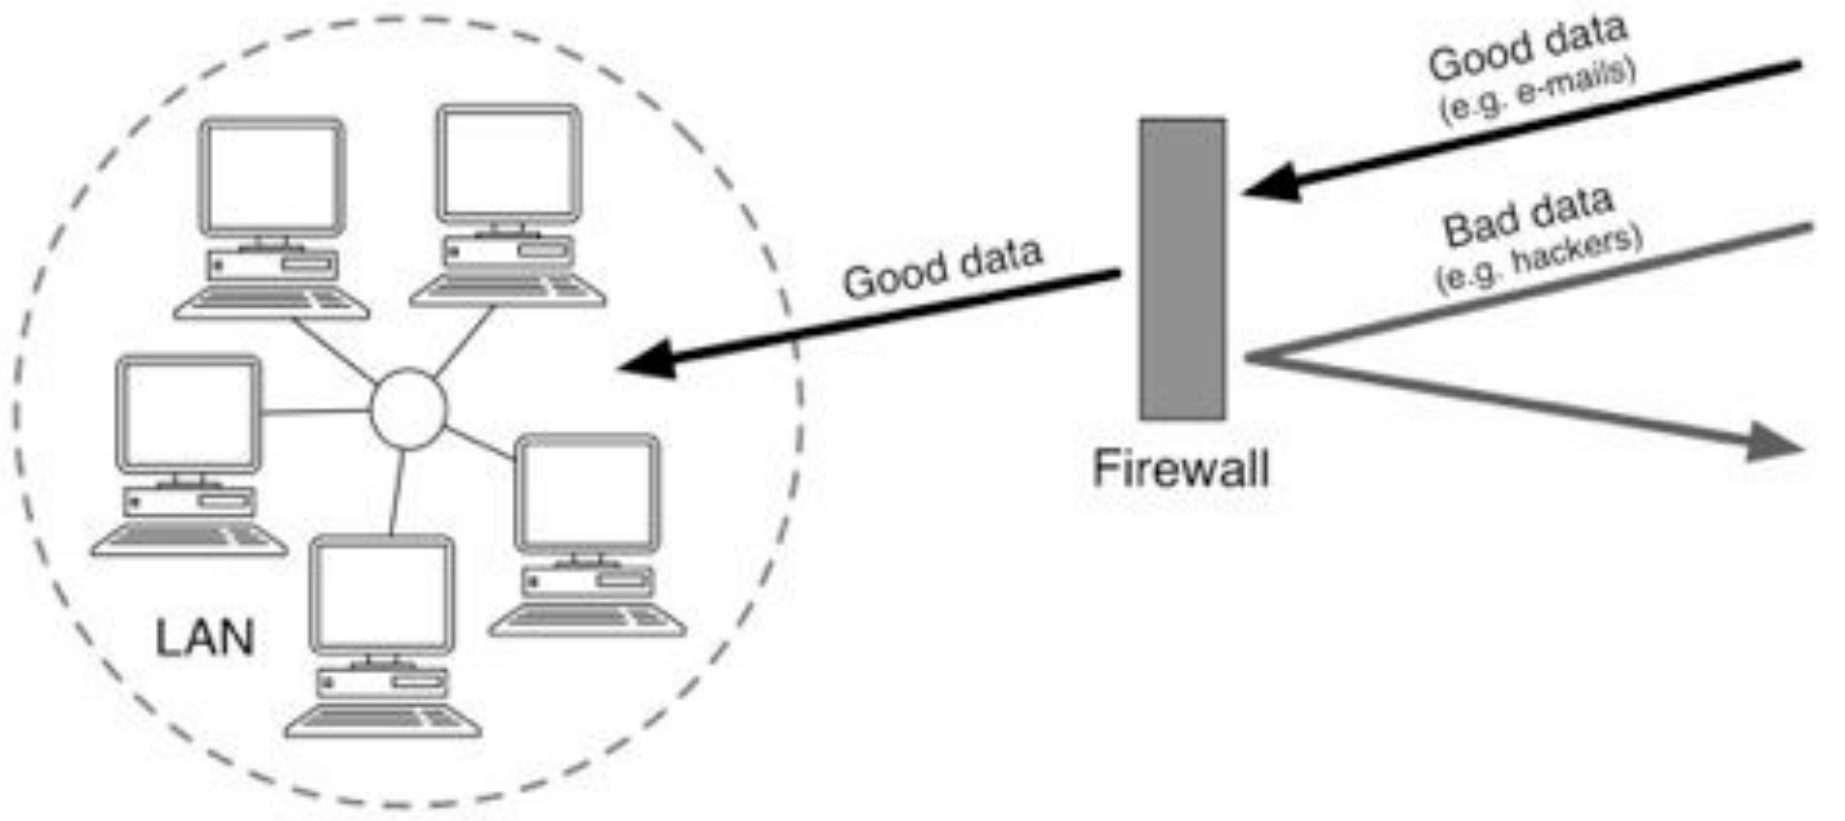 Good data
(e.g. e-mails)
Bad data
(e.g. hackers)
Good data
Firewall
LAN